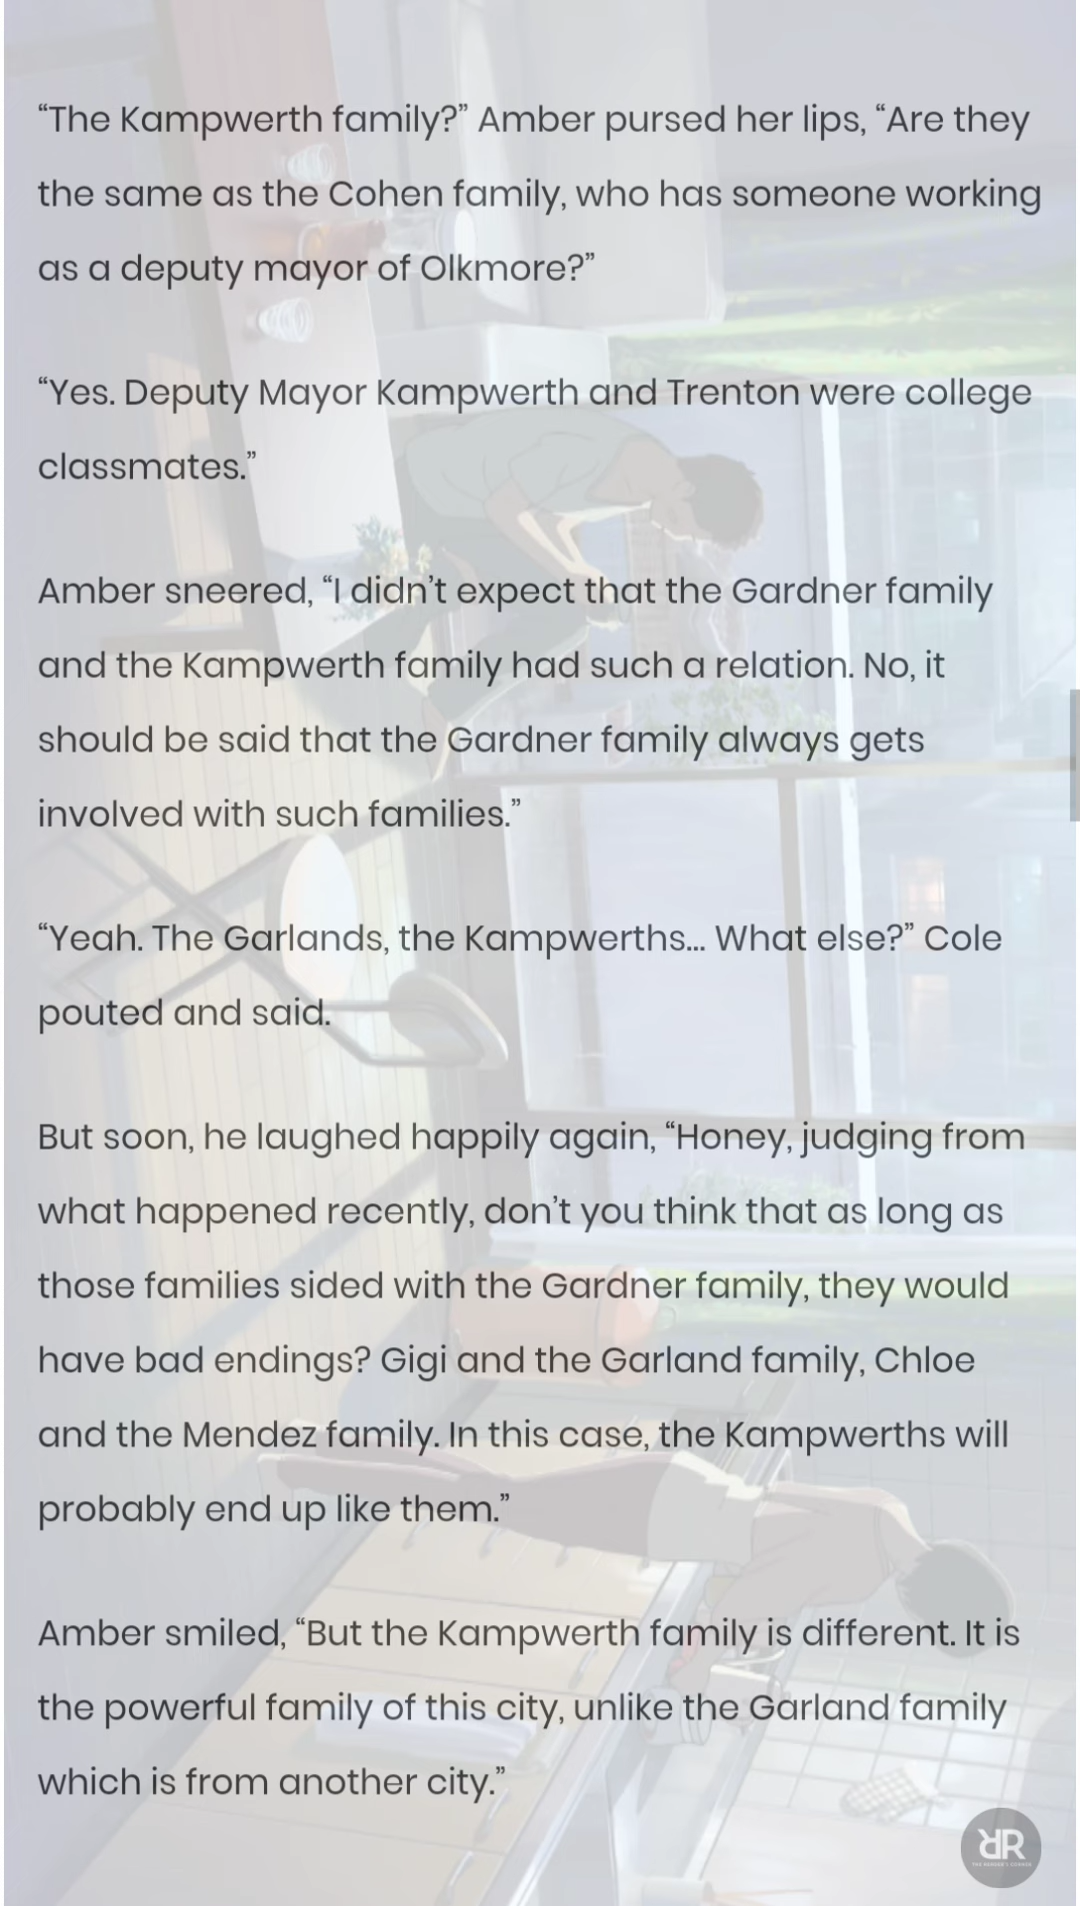 “The Kampwerth family?” Amber pursed her lips, “Are they
the same as the Cohen family, who has someone working
as a deputy mayor of Olkmore?”
“Yes. Deputy Mayor Kampwerth and Trenton were college
classmates.”
Amber sneered, “I didn’t expect that the Gardner family
and the Kampwerth family had such a relation. No, it
should be said that the Gardner family always gets
involved with such families.”
“Yeah. The Garlands, the Kampwerths... What else?” Cole
pouted and said.
But soon, he laughed happily again, “Honey, judging from
what happened recently, don’t you think that as long as
those families sided with the Gardner family, they would
have bad endings? Gigi and the Garland family, Chloe
and the Mendez family. In this case, the Kampwerths will
probably end up like them.”
Amber smiled, “But the Kampwerth family is different. It is
the powerful family of this city, unlike the Garland family
which is from another city.”
RR